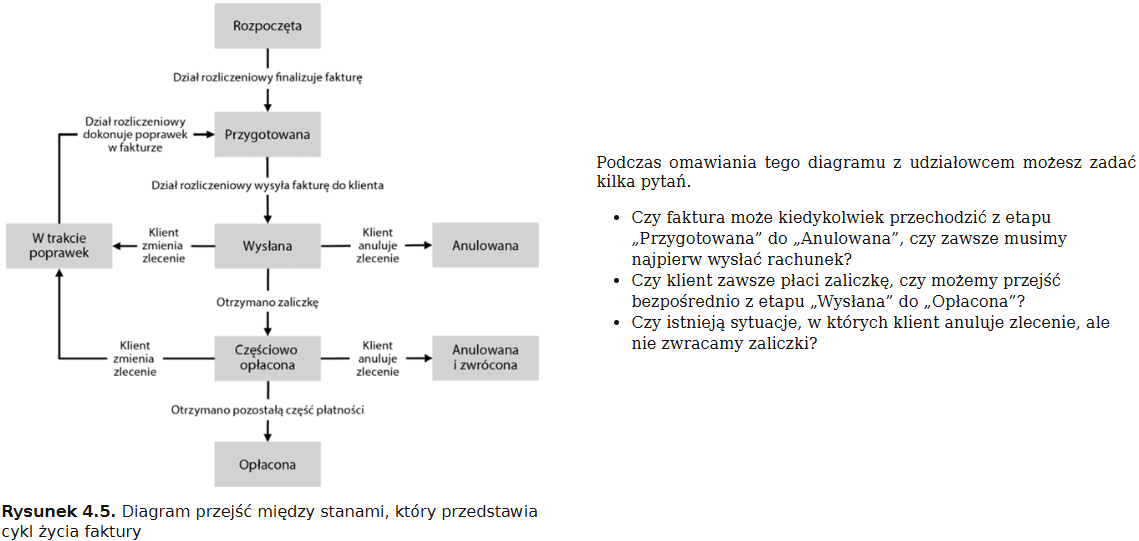 Rozpoczęta
Dział rozliczeniowy finalizuje fakturę
Dział rozliczeniowy
dokonuje poprawek
w fakturze
Przygotowana
Dział rozliczeniowy wysyła fakturę do klienta
W trakcie
poprawek
Klient
zmienia
zlecenie
Wysłana
Klient
anuluje
zlecenie
Anulowana
Otrzymano zaliczkę
Klient
zmienia
zlecenie
Częściowo
opłacona
Klient
anuluje
zlecenie
Anulowana
i zwrócona
Otrzymano pozostałą część płatności
Opłacona
Rysunek 4.5. Diagram przejść między stanami, który przedstawia
cykl życia faktury
Podczas omawiania tego diagramu z udziałowcem możesz zadać
kilka pytań.
• Czy faktura może kiedykolwiek przechodzić z etapu
„Przygotowana” do „Anulowana”, czy zawsze musimy
najpierw wysłać rachunek?
• Czy klient zawsze płaci zaliczkę, czy możemy przejść
bezpośrednio z etapu „Wysłana” do „Opłacona”?
• Czy istnieją sytuacje, w których klient anuluje zlecenie, ale
nie zwracamy zaliczki?